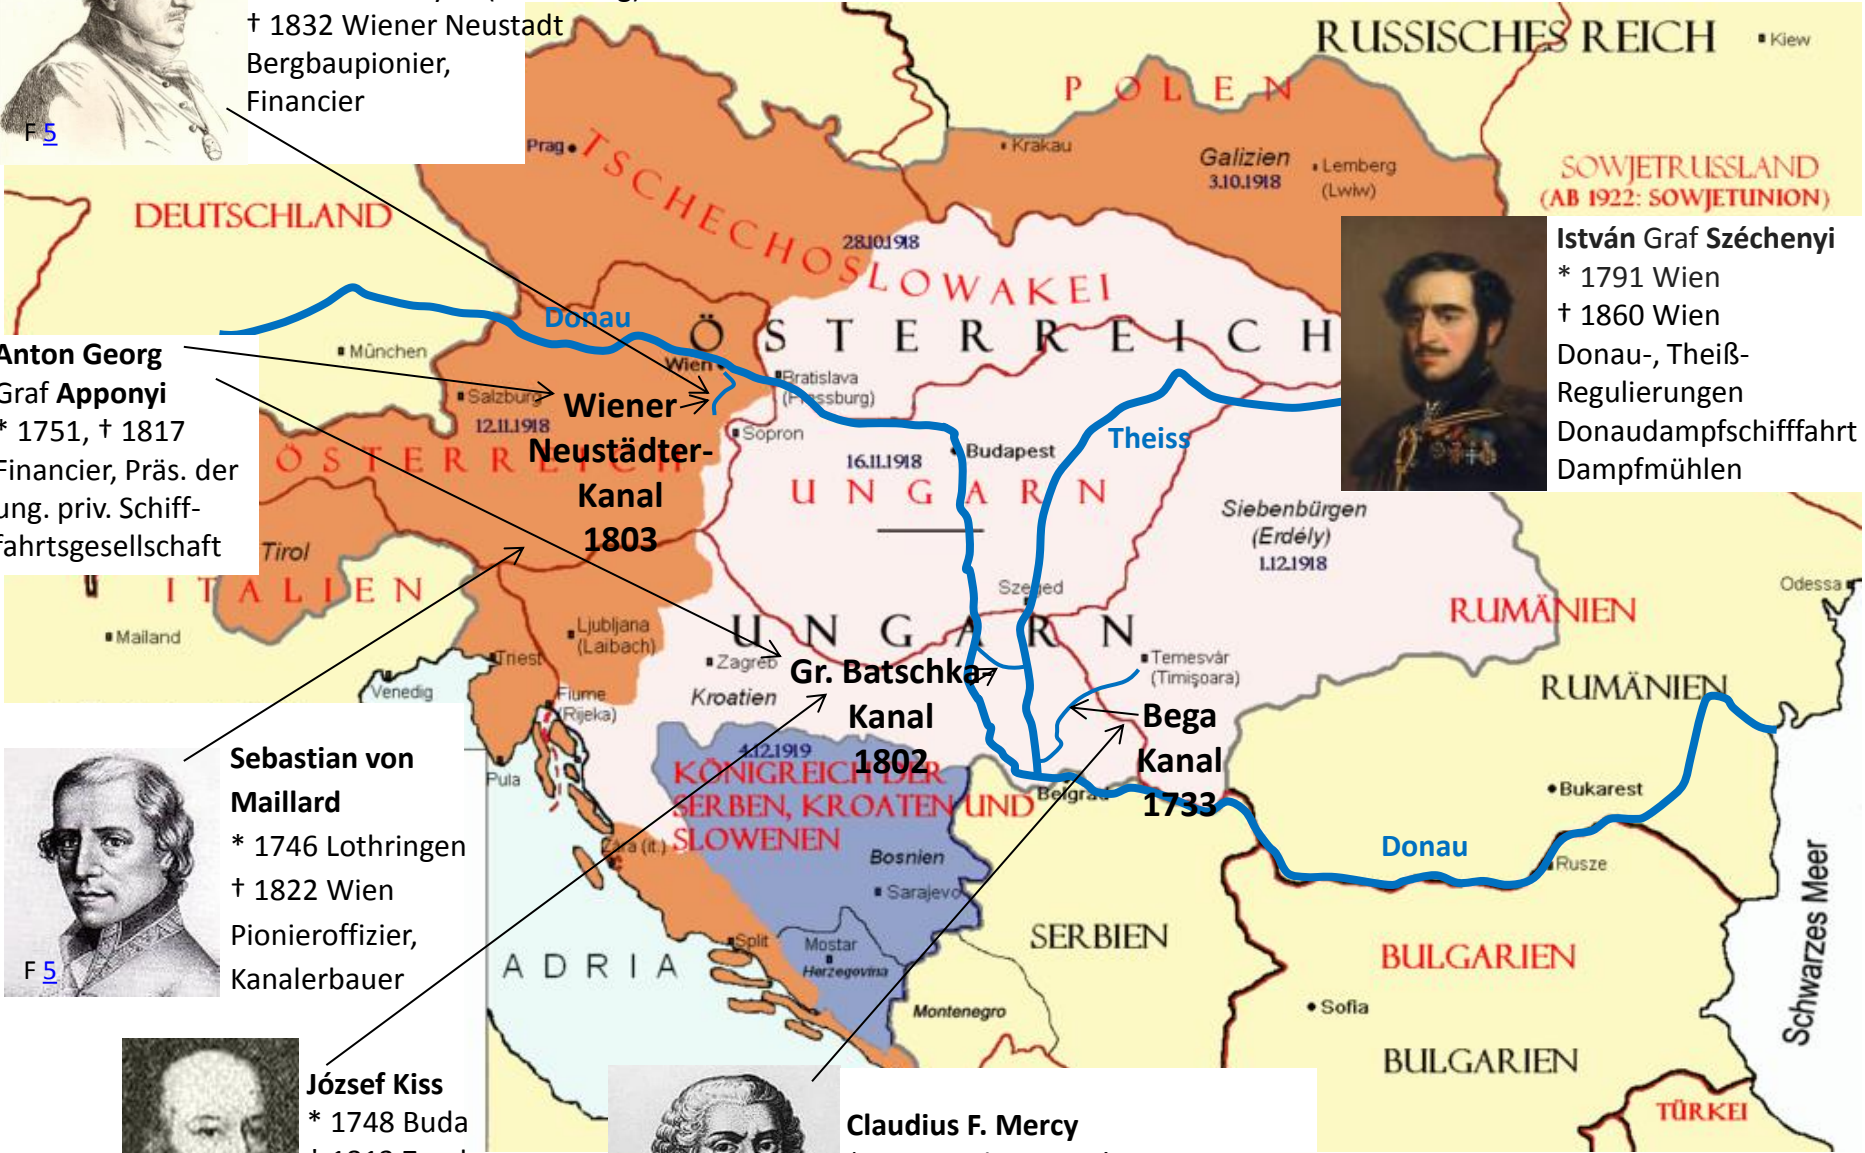 † 1832 Wiener Neustadt
Bergbaupionier,
Financier
F 5
RUSSISCHES REICH
Kiew
POLEN
Prag
TSCHECHOSLOWAKEI
28.10.1918
Krakau
Galizien
3.10.1918
Lemberg
(Lwiw)
SOWJETRUSSLAND
(AB 1922: SOWJETUNION)
DEUTSCHLAND
István Graf Széchenyi
* 1791 Wien
† 1860 Wien
Donau-, Theiß-
Regulierungen
Donaudampfschifffahrt
Dampfmühlen
Donau
ÖSTERREICH
Anton Georg
Graf Apponyi
* 1751, † 1817
Financier, Präs. der
ung. priv. Schiff-
fahrtsgesellschaft
München
Wien
Bratislava
(Pressburg)
Salzburg
12.11.1918
ÖSTERREICH
Wiener
Neustädter-
Kanal
1803
Sopron
Budapest
16.11.1918
UNGARN
Theiss
Siebenbürgen
(Erdély)
1.12.1918
Tirol
ITALIEN
Mailand
Venedig
Triest
Ljubljana
(Laibach)
Fiume
(Rijeka)
Pula
Szeged
UNGARN
Zagreb
Kroatien
Gr. Batschka-
Kanal
1802
Temesvár
(Timişoara)
Bega
Kanal
1733
RUMÄNIEN
Odessa
RUMÄNIEN
Sebastian von
Maillard
* 1746 Lothringen
† 1822 Wien
Pionieroffizier,
Kanalerbauer
F 5
4.12.1919
KÖNIGREICH DER
SERBEN, KROATEN UND
SLOWENEN
Belgrad
Bukarest
Zara (it.)
Bosnien
Sarajevo
Donau
Rusze
Schwarzes Meer
ADRIA
Split
Mostar
Herzegovina
SERBIEN
BULGARIEN
Montenegro
Sofia
BULGARIEN
TÜRKEI
József Kiss
* 1748 Buda
Claudius F. Mercy